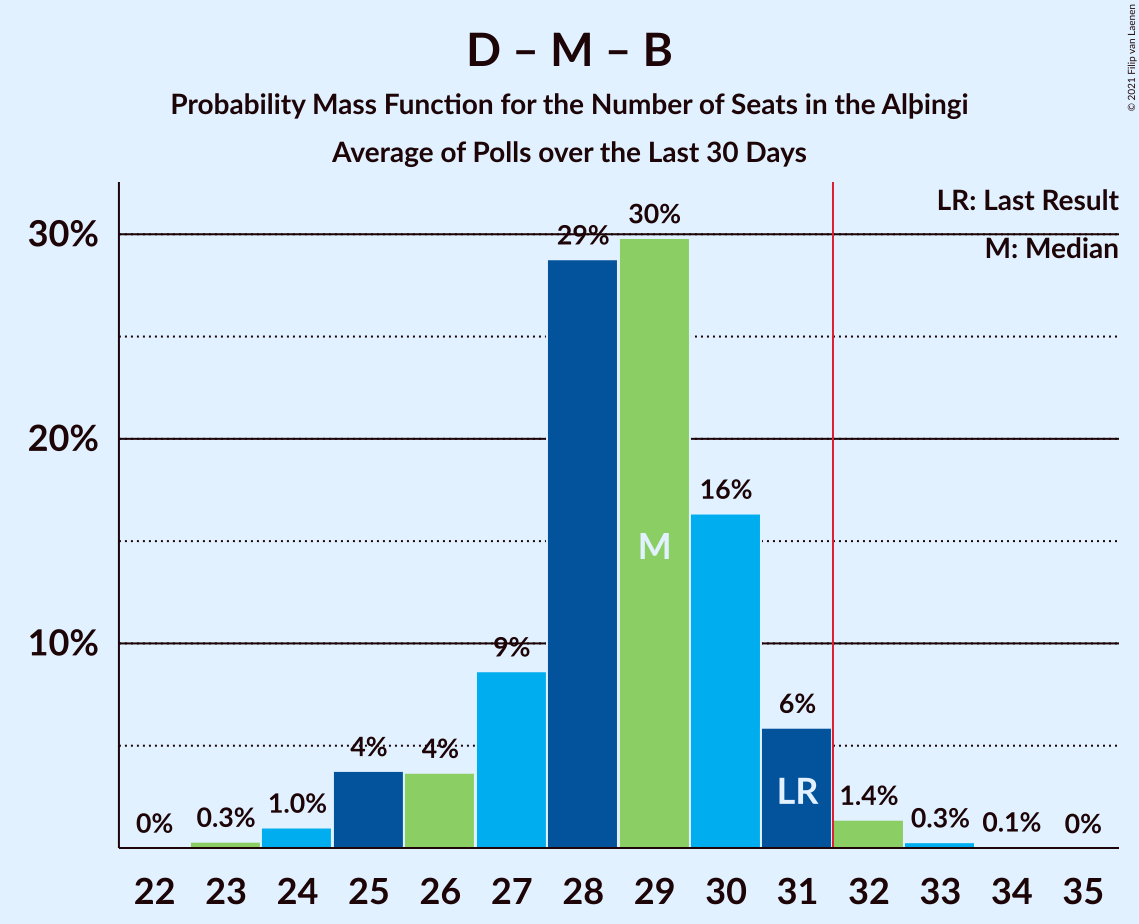 D – M – B
Probability Mass Function for the Number of Seats in the Alþingi
Average of Polls over the Last 30 Days
© 2021 Filip van Laenen
LR: Last Result
M: Median
30%
20%
10%
0%
0.3%
1.0%
4%
4%
9%
29%
30%
16%
6%
1.4%
0.3%
0.1%
0%
M
LR
22 23 24 25 26 27 28 29 30 31 32 33 34 35